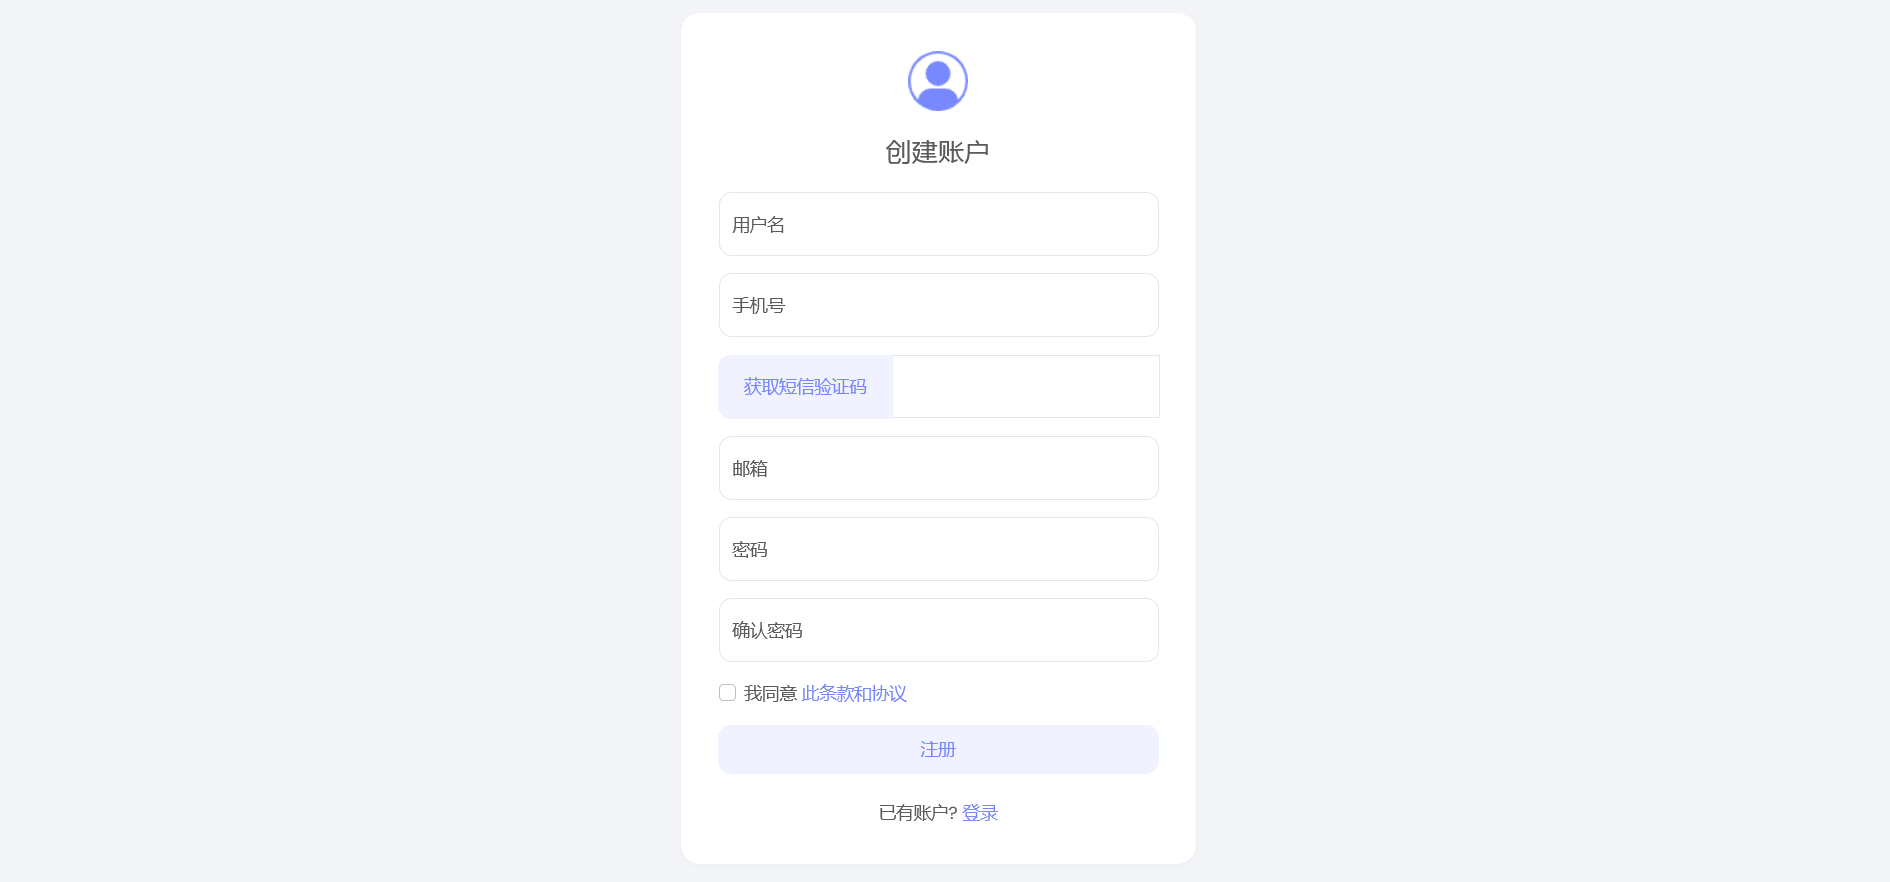 创建账户
用户名
手机号
获取短信验证码
邮箱
密码
确认密码
我同意 此条款和协议
注册
已有账户? 登录